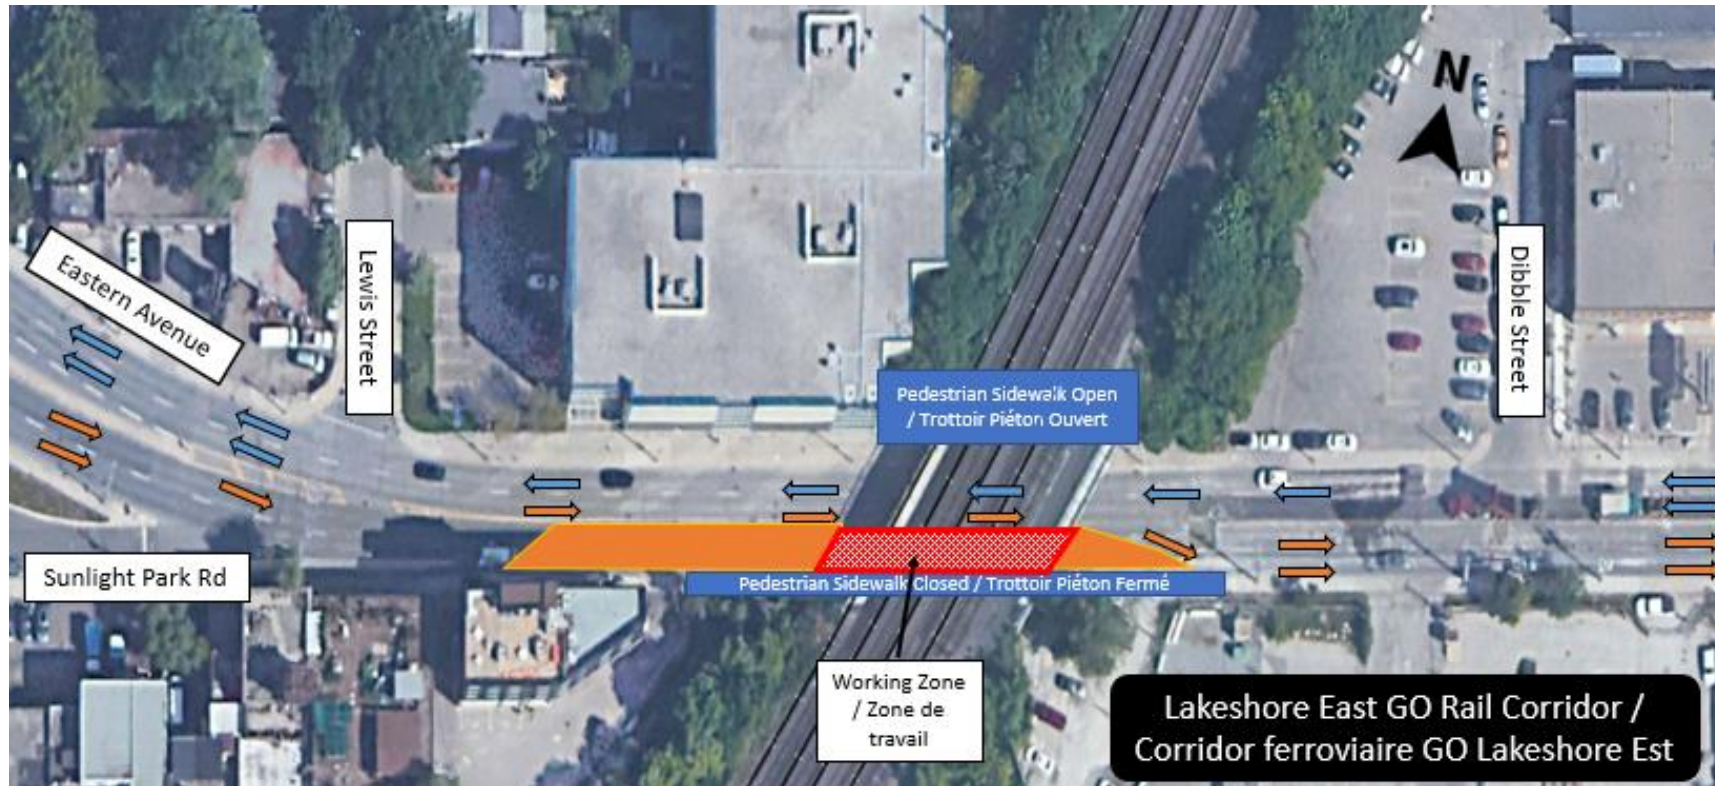 N
Eastern Avenue
Lewis Street
Dibble Street
Pedestrian Sidewalk Open
/ Trottoir Piéton Ouvert
Sunlight Park Rd
Pedestrian Sidewalk Closed / Trottoir Piéton Fermé
Working Zone
/ Zone de
travail
Lakeshore East GO Rail Corridor /
Corridor ferroviaire GO Lakeshore Est